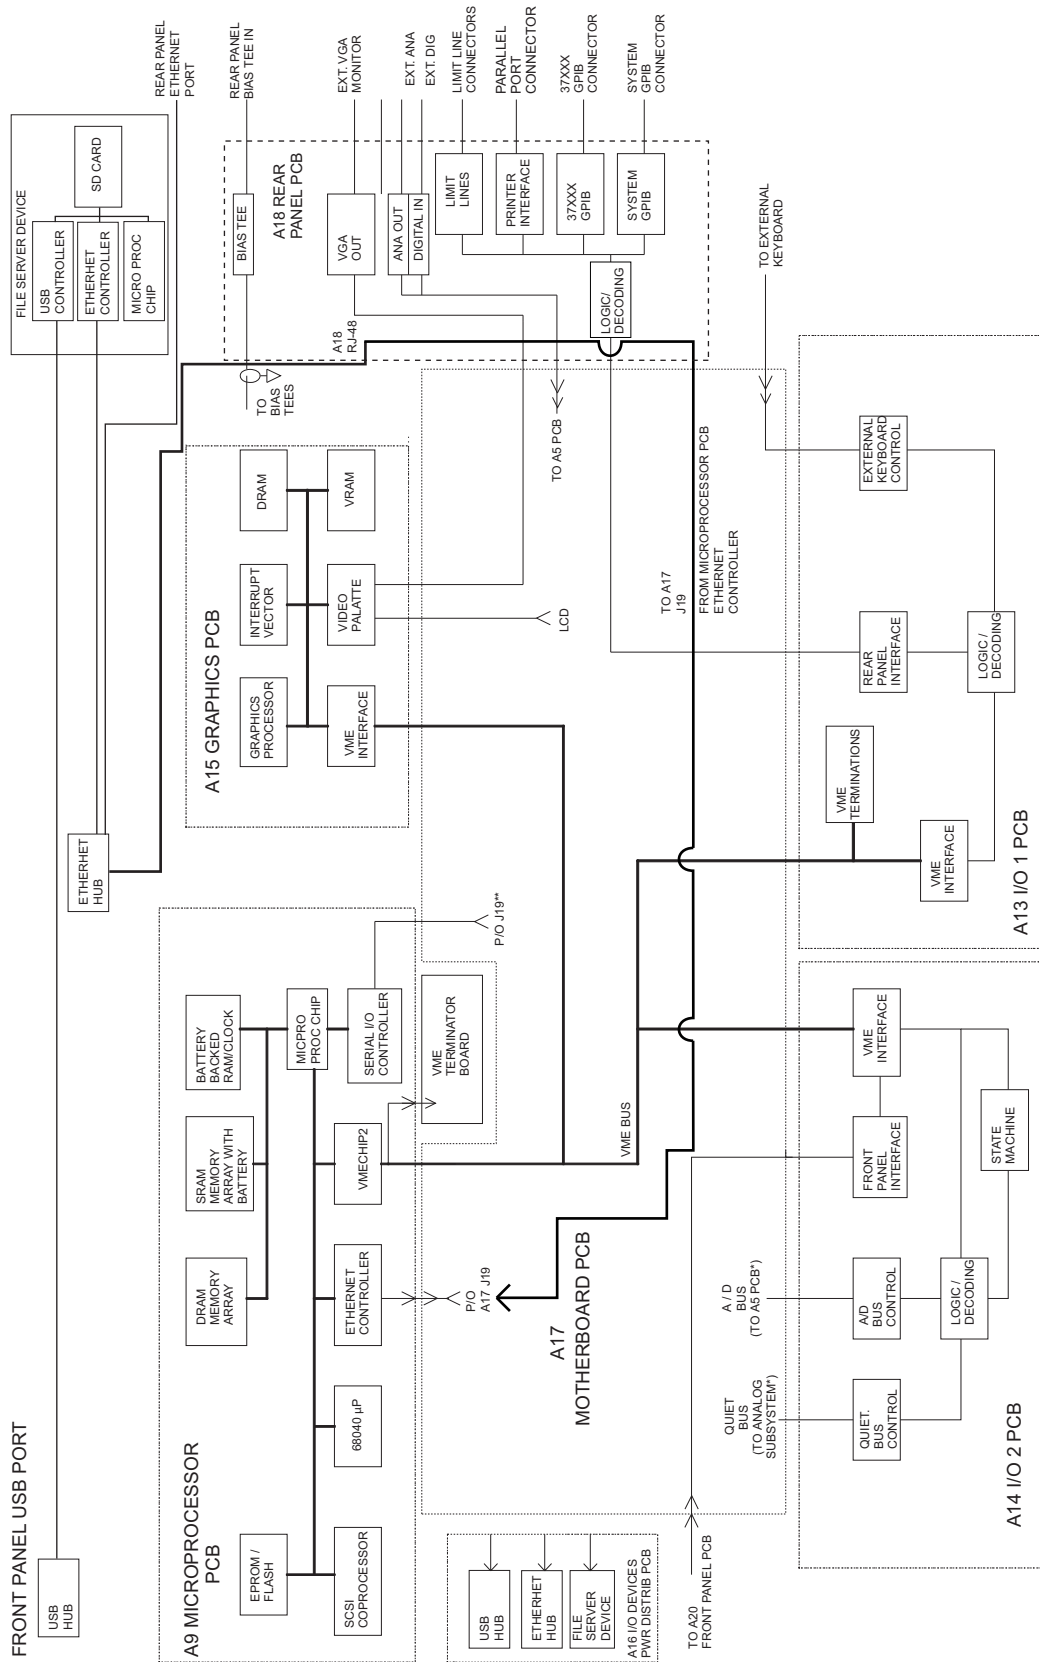 FRONT PANEL USB PORT
USB
HUB
ETHERHET
HUB
FILE SERVER DEVICE
USB
CONTROLLER
ETHERHET
CONTROLLER
MICRO PROC
CHIP
SD CARD
REAR PANEL
ETHERNET
PORT
A9 MICROPROCESSOR
PCB
EPROM /
FLASH
SCSI
COPROCESSOR
68040 µP
DRAM
MEMORY
ARRAY
ETHERNET
CONTROLLER
SRAM
MEMORY
ARRAY WITH
BATTERY
VMECHIP2
BATTERY
BACKED
RAM/CLOCK
MICPRO
PROC CHIP
SERIAL I/O
CONTROLLER
P/O J19**
VME
TERMINATOR
BOARD
P/O
A17 J19
A15 GRAPHICS PCB
GRAPHICS
PROCESSOR
INTERRUPT
VECTOR
DRAM
VME
INTERFACE
VIDEO
PALATTE
VRAM
LCD
TO
BIAS
TEES
A18
RJ-48
A18 REAR
PANEL PCB
BIAS TEE
REAR PANEL
BIAS TEE IN
VGA
OUT
EXT. VGA
MONITOR
ANA OUT
DIGITAL IN
EXT. ANA
EXT. DIG
LIMIT
LINES
LIMIT LINE
CONNECTORS
PRINTER
INTERFACE
PARALLEL
PORT
CONNECTOR
37XXX
GPIB
37XXX
GPIB
CONNECTOR
SYSTEM
GPIB
SYSTEM
GPIB
CONNECTOR
LOGIC/
DECODING
TO A5 PCB
TO A17
J19
FROM MICROPROCESSOR PCB
ETHERNET
CONTROLLER
TO EXTERNAL
KEYBOARD
VME BUS
A17
MOTHERBOARD PCB
A16 I/O DEVICES
PWR DISTRIB PCB
USB
HUB
ETHERHET
HUB
FILE
SERVER
DEVICE
TO A20
FRONT PANEL PCB
QUIET
BUS
(TO ANALOG
SUBSYSTEM*)
A / D
BUS
(TO A5 PCB*)
A14 I/O 2 PCB
QUIET.
BUS
CONTROL
A/D
BUS
CONTROL
LOGIC /
DECODING
FRONT
PANEL
INTERFACE
VME
INTERFACE
STATE
MACHINE
A13 I/O 1 PCB
VME
INTERFACE
VME
TERMINATIONS
REAR
PANEL
INTERFACE
LOGIC /
DECODING
EXTERNAL
KEYBOARD
CONTROL